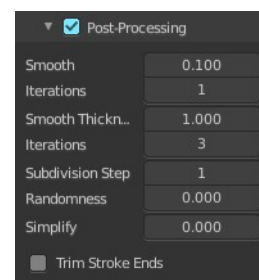 Post-Processing
Smooth 0.100
Iterations 1
Smooth Thickn... 1.000
Iterations 3
Subdivision Step 1
Randomness 0.000
Simplify 0.000
Trim Stroke Ends